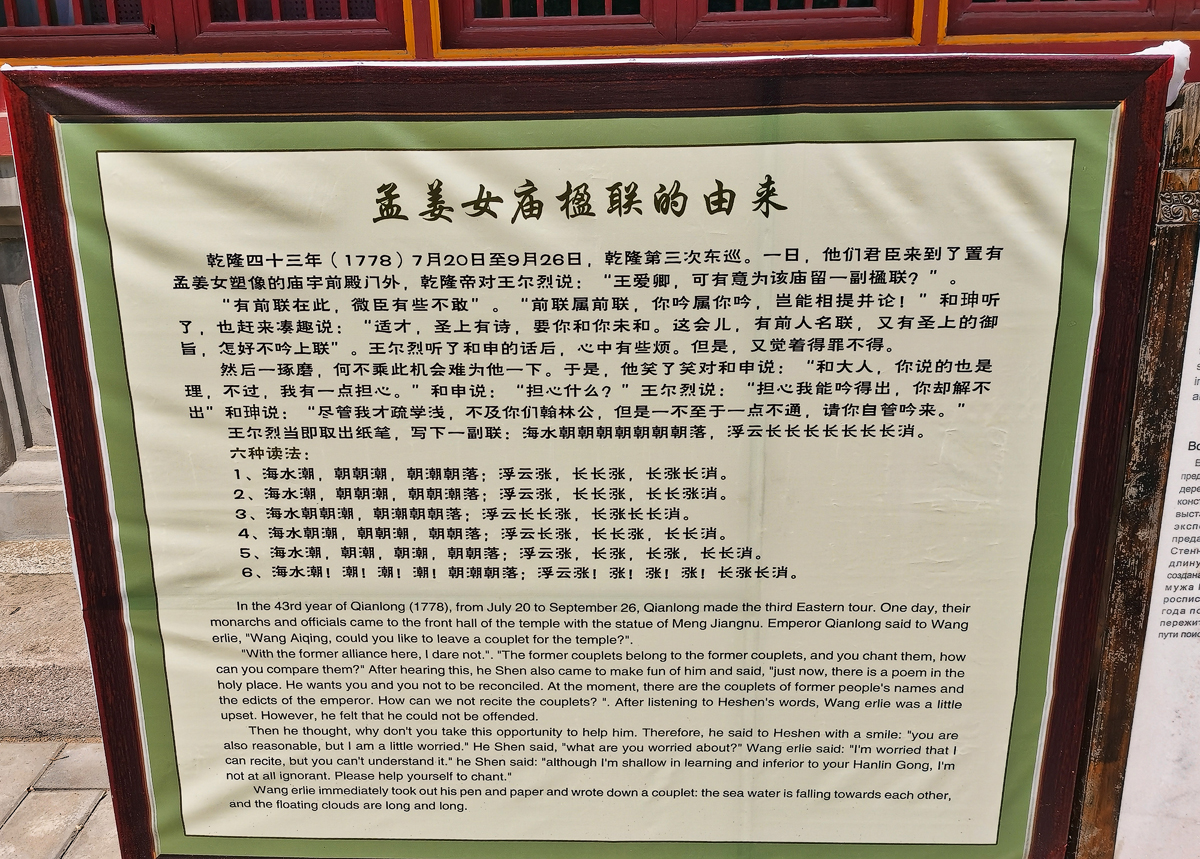 孟姜女庙楹联的由来
乾隆四十三年（1778）7月20日至9月26日，乾隆第三次东巡。一日，他们君臣来到了置有
孟姜女塑像的庙宇前殿门外，乾隆帝对王尔烈说：“王爱卿，可有意为该庙留一副楹联？”。
“有前联在此，微臣有些不敢”。“前联属前联，你吟属你吟，岂能相提并论！”和珅听
了，也赶来凑趣说：“适才，圣上有诗，要你和你未和。这会儿，有前人名联，又有圣上的御
旨，怎好不吟上联”。王尔烈听了和申的话后，心中有些烦。但是，又觉着得罪不得。
然后一琢磨，何不乘此机会难为他一下。于是，他笑了笑对和申说：“和大人，你说的也是
理，不过，我有一点担心。”和申说：“担心什么？”王尔烈说：“担心我能吟得出，你却解不
出”和珅说：“尽管我才疏学浅，不及你们翰林公，但是一不至于一点不通，请你自管吟来。”
王尔烈当即取出纸笔，写下一副联：海水朝朝朝朝朝朝朝落，浮云长长长长长长长消。
六种读法：
1、海水潮，朝朝潮，朝潮朝落；浮云涨，长长涨，长涨长消。
2、海水潮，朝朝潮，朝朝潮落；浮云涨，长长涨，长长涨消。
3、海水朝朝潮，朝潮朝朝落；浮云长长涨，长涨长长消。
4、海水朝潮，朝朝潮，朝朝落；浮云长涨，长长涨，长长消。
5、海水潮，朝潮，朝潮，朝朝落；浮云涨，长涨，长涨，长长消。
6、海水潮！潮！潮！潮！朝潮朝落；浮云涨！涨！涨！涨！长涨长消。
In the 43rd year of Qianlong (1778), from July 20 to September 26, Qianlong made the third Eastern tour. One day, their
monarchs and officials came to the front hall of the temple with the statue of Meng Jiangnu. Emperor Qianlong said to Wang
erlie, "Wang Aiqing, could you like to leave a couplet for the temple?".
"With the former alliance here, I dare not.". "The former couplets belong to the former couplets, and you chant them, how
can you compare them?" After hearing this, he Shen also came to make fun of him and said, "just now, there is a poem in the
holy place. He wants you and you not to be reconciled. At the moment, there are the couplets of former people's names and
the edicts of the emperor. How can we not recite the couplets? ". After listening to Heshen's words, Wang erlie was a little
upset. However, he felt that he could not be offended.
Then he thought, why don't you take this opportunity to help him. Therefore, he said to Heshen with a smile: "you are
also reasonable, but I am a little worried." He Shen said, "what are you worried about?" Wang erlie said: "I'm worried that I
can recite, but you can't understand it." he Shen said: "although I'm shallow in learning and inferior to your Hanlin Gong, I'm
not at all ignorant. Please help yourself to chant."
Wang erlie immediately took out his pen and paper and wrote down a couplet: the sea water is falling towards each other,
and the floating clouds are long and long.